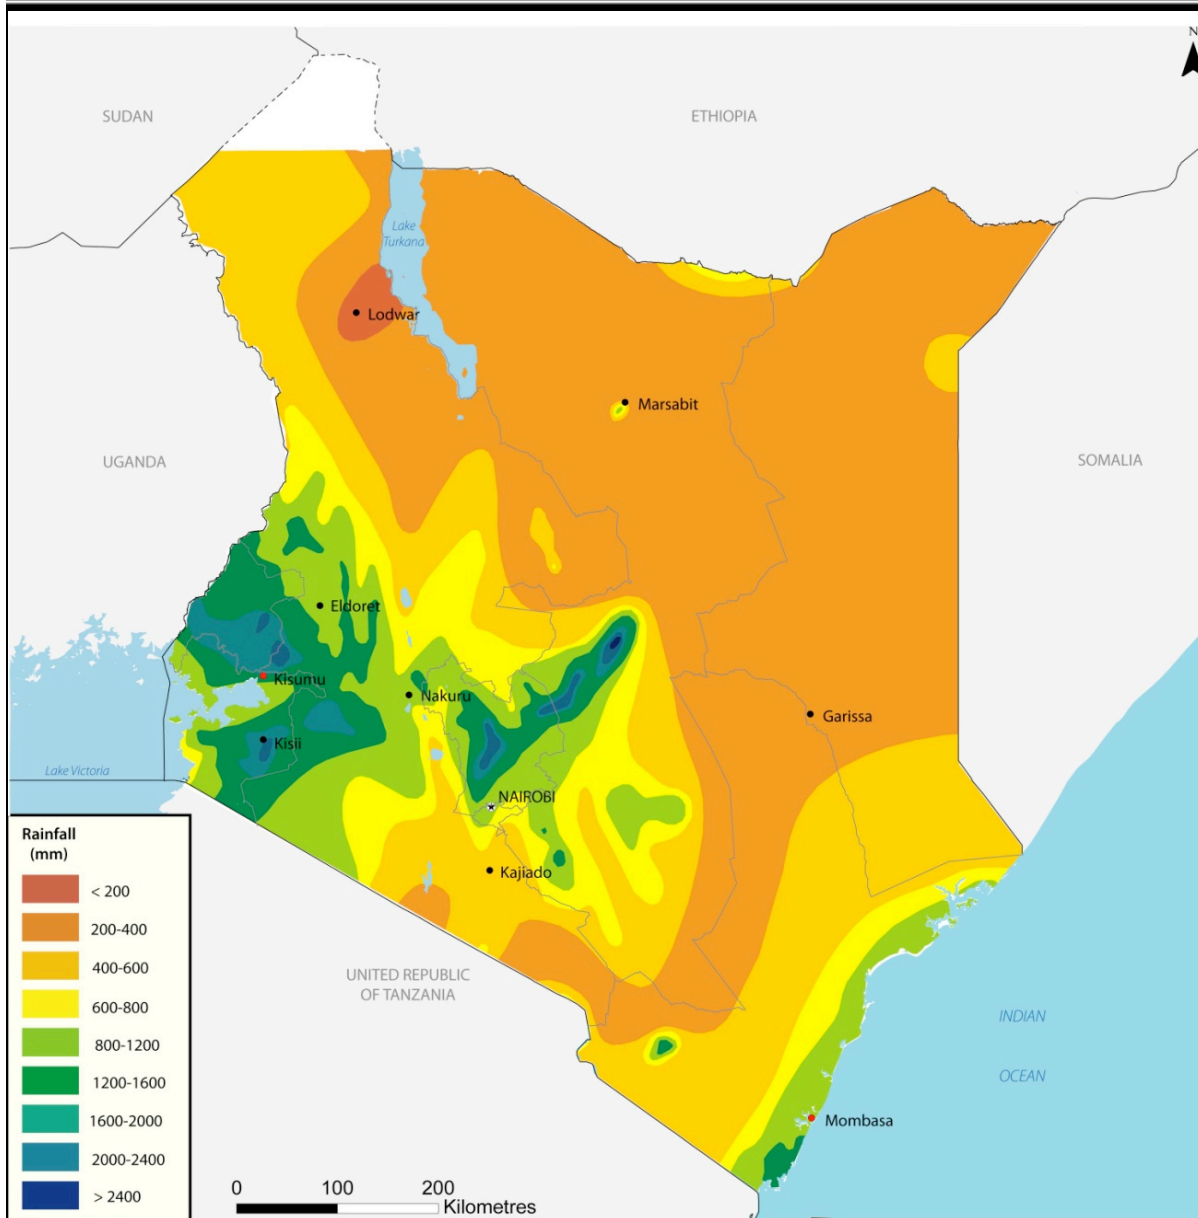 N
SUDAN
ETHIOPIA
Lake
Turkana
Lodwar
Marsabit
UGANDA
SOMALIA
Eldoret
Kisumu
Nakuru
Garissa
Kisii
Lake Victoria
NAIROBI
Kajiado
UNITED REPUBLIC
OF TANZANIA
INDIAN
OCEAN
Mombasa
Rainfall
(mm)
< 200
200-400
400-600
600-800
800-1200
1200-1600
1600-2000
2000-2400
> 2400
0 100 200
Kilometres